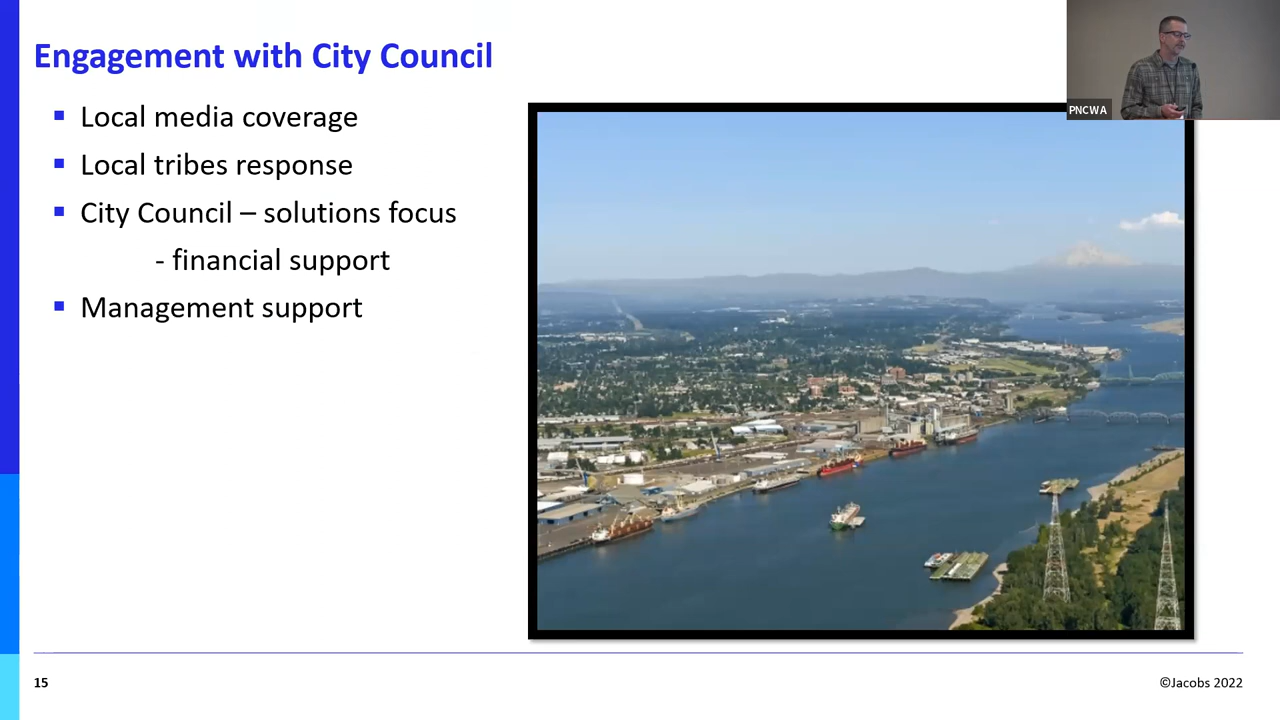 Engagement with City Council
▪ Local media coverage
▪ Local tribes response
▪ City Council – solutions focus
- financial support
▪ Management support
PNCWA
15
©Jacobs 2022